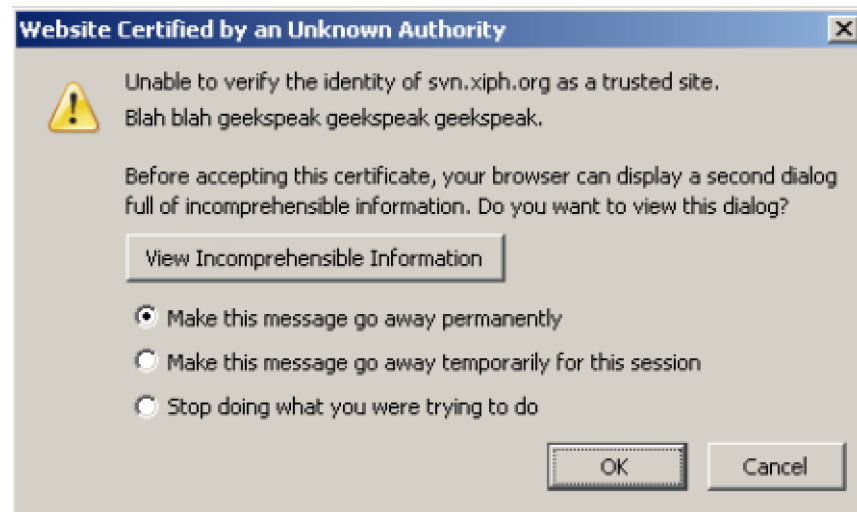 Website Certified by an Unknown Authority
Unable to verify the identity of svn.xiph.org as a trusted site.
Blah blah geekspeak geekspeak geekspeak.
Before accepting this certificate, your browser can display a second dialog
full of incomprehensible information. Do you want to view this dialog?
View Incomprehensible Information
Make this message go away permanently
Make this message go away temporarily for this session
Stop doing what you were trying to do
OK Cancel